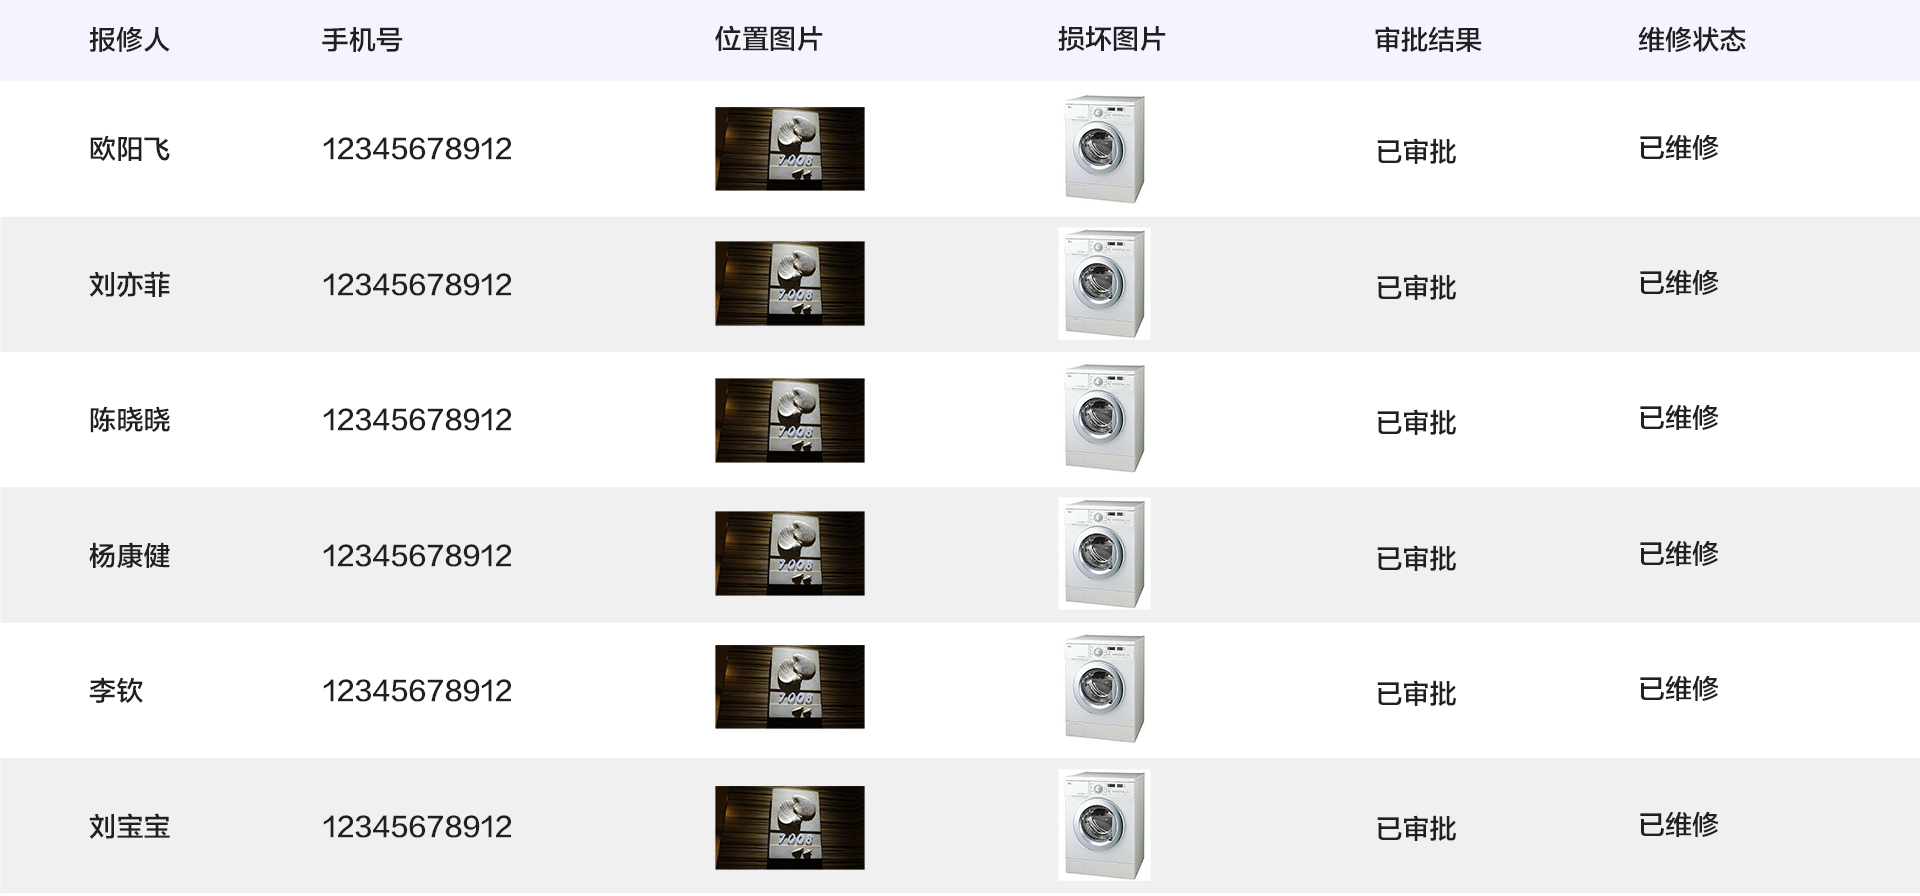 报修人 手机号 位置图片 损坏图片 审批结果 维修状态
欧阳飞 12345678912 7008 已审批 已维修
刘亦菲 12345678912 7008 已审批 已维修
陈晓晓 12345678912 7008 已审批 已维修
杨康健 12345678912 7008 已审批 已维修
李钦 12345678912 7008 已审批 已维修
刘宝宝 12345678912 7008 已审批 已维修